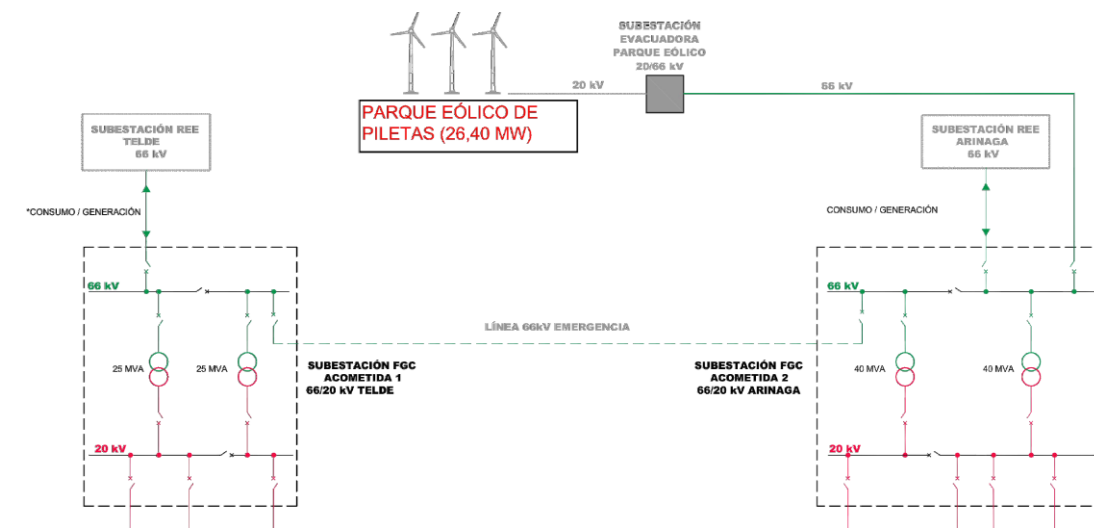 SUBESTACIÓN
EVACUADORA
PARQUE EÓLICO
20/66 kV
20 kV
66 kV
PARQUE EÓLICO DE
PILETAS (26,40 MW)
SUBESTACIÓN REE
TELDE
66 kV
SUBESTACIÓN REE
ARINAGA
66 kV
*CONSUMO / GENERACIÓN
CONSUMO / GENERACIÓN
66 kV
66 kV
LÍNEA 66kV EMERGENCIA
25 MVA
25 MVA
SUBESTACIÓN FGC
ACOMETIDA 1
66/20 kV TELDE
SUBESTACIÓN FGC
ACOMETIDA 2
66/20 kV ARINAGA
40 MVA
40 MVA
20 kV
20 kV